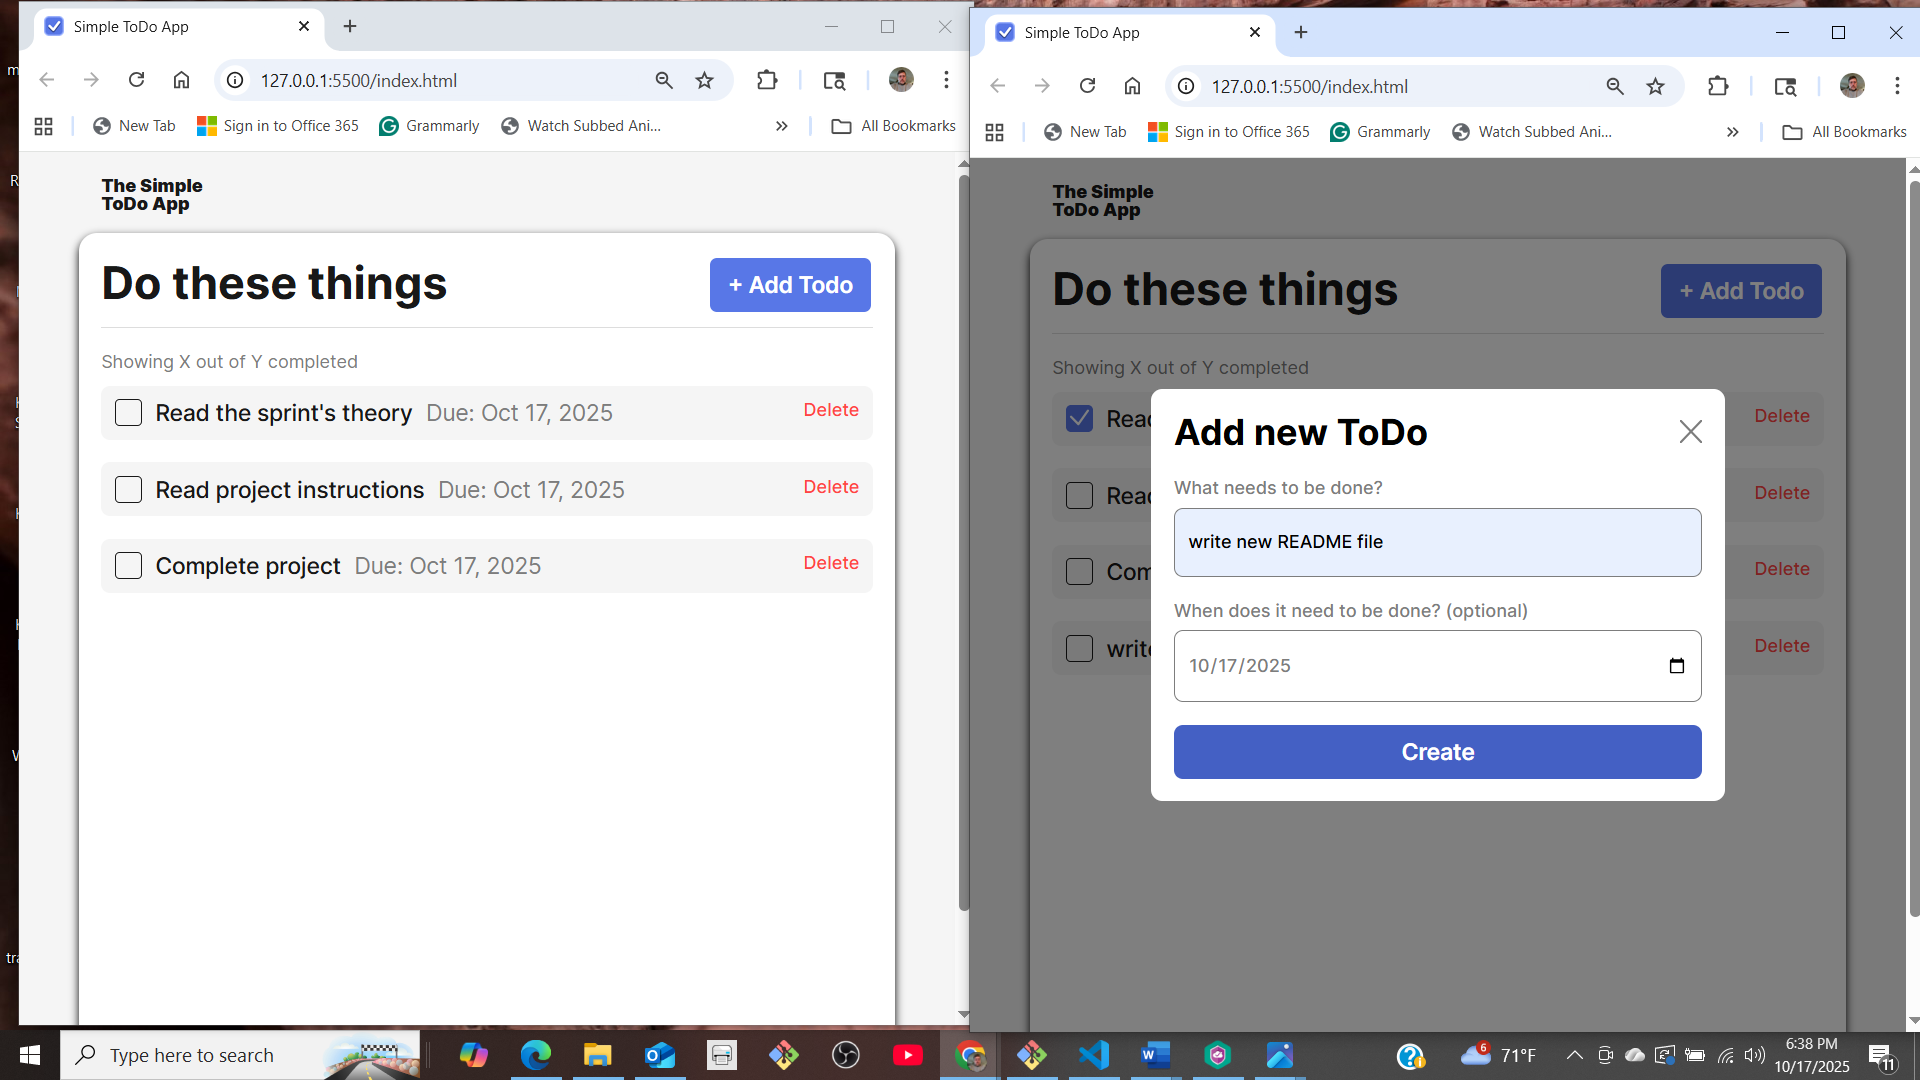 Simple ToDo App
127.0.0.1:5500/index.html
New Tab
Sign in to Office 365
Grammarly
Watch Subbed Ani...
All Bookmarks
The Simple
ToDo App
Do these things
+ Add Todo
Showing X out of Y completed
Read the sprint's theory Due: Oct 17, 2025 Delete
Read project instructions Due: Oct 17, 2025 Delete
Complete project Due: Oct 17, 2025 Delete
Simple ToDo App
127.0.0.1:5500/index.html
New Tab
Sign in to Office 365
Grammarly
Watch Subbed Ani...
All Bookmarks
The Simple
ToDo App
Do these things
+ Add Todo
Showing X out of Y completed
Delete
Delete
Delete
Delete
Add new ToDo
What needs to be done?
write new README file
When does it need to be done? (optional)
10/17/2025
Create
Type here to search
6
71°F
6:38 PM
10/17/2025
11